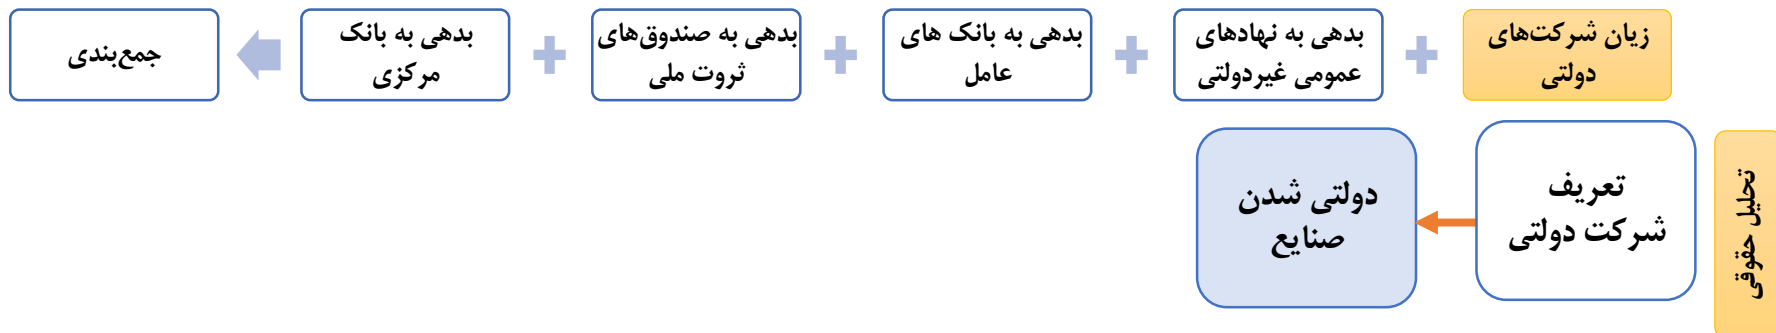 زیان شرکت‌های
دولتی
بدهی به نهادهای
عمومی غیردولتی
بدهی به بانک های
عامل
بدهی به صندوق‌های
ثروت ملی
بدهی به بانک
مرکزی
جمع‌بندی
تحلیل حقوقی
تعریف
شرکت دولتی
دولتی شدن
صنایع